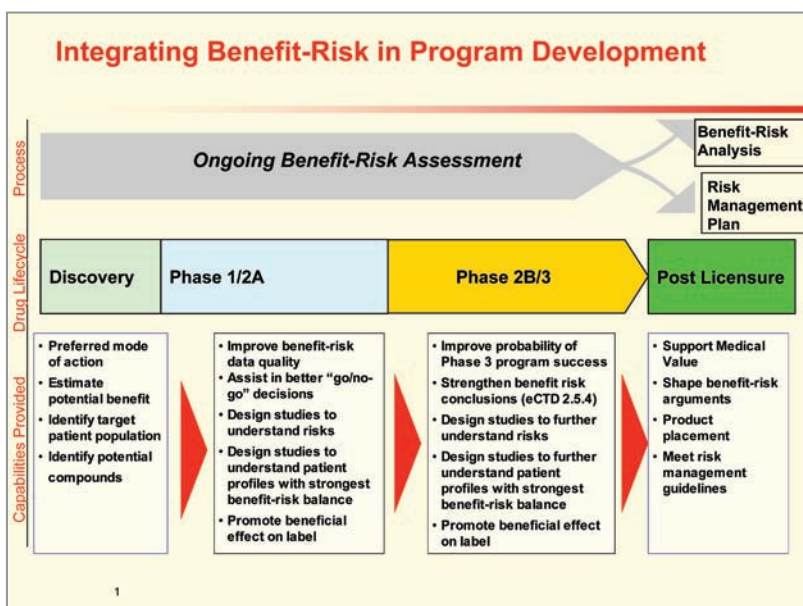 Integrating Benefit-Risk in Program Development
Process
Ongoing Benefit-Risk Assessment
Benefit-Risk
Analysis
Risk
Management
Plan
Drug Lifecycle
Discovery
Phase 1/2A
Phase 2B/3
Post Licensure
Capabilities Provided
• Preferred mode
of action
• Estimate
potential benefit
• Identify target
patient population
• Identify potential
compounds
• Improve benefit-risk
data quality
• Assist in better "go/no-
go" decisions
• Design studies to
understand risks
• Design studies to
understand patient
profiles with strongest
benefit-risk balance
• Promote beneficial
effect on label
• Improve probability of
Phase 3 program success
• Strengthen benefit risk
conclusions (eCTD 2.5.4)
• Design studies to further
understand risks
• Design studies to further
understand patient
profiles with strongest
benefit-risk balance
• Promote beneficial effect
on label
• Support Medical
Value
• Shape benefit-risk
arguments
• Product
placement
• Meet risk
management
guidelines
1